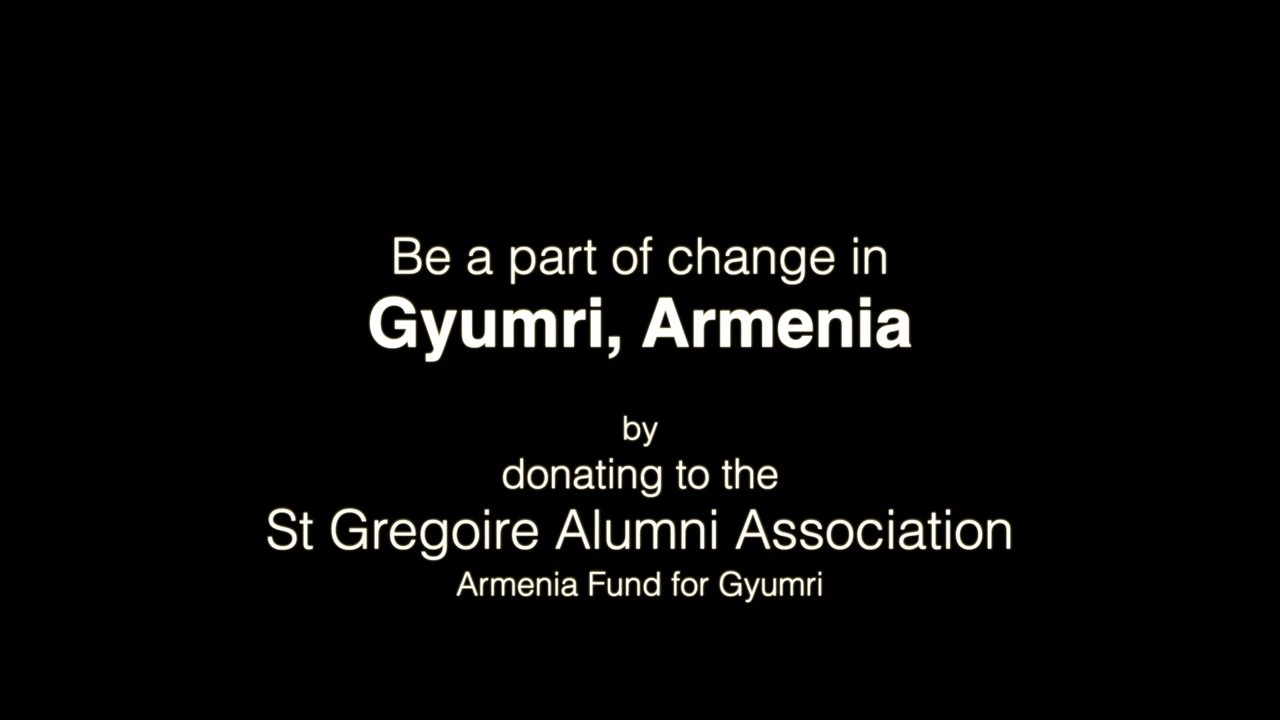 Be a part of change in
Gyumri, Armenia
by
donating to the
St Gregoire Alumni Association
Armenia Fund for Gyumri